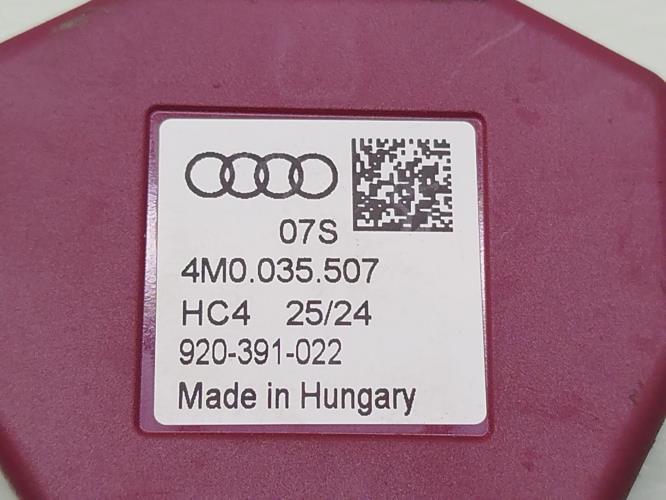 07S
4M0.035.507
HC4 25/24
920-391-022
Made in Hungary